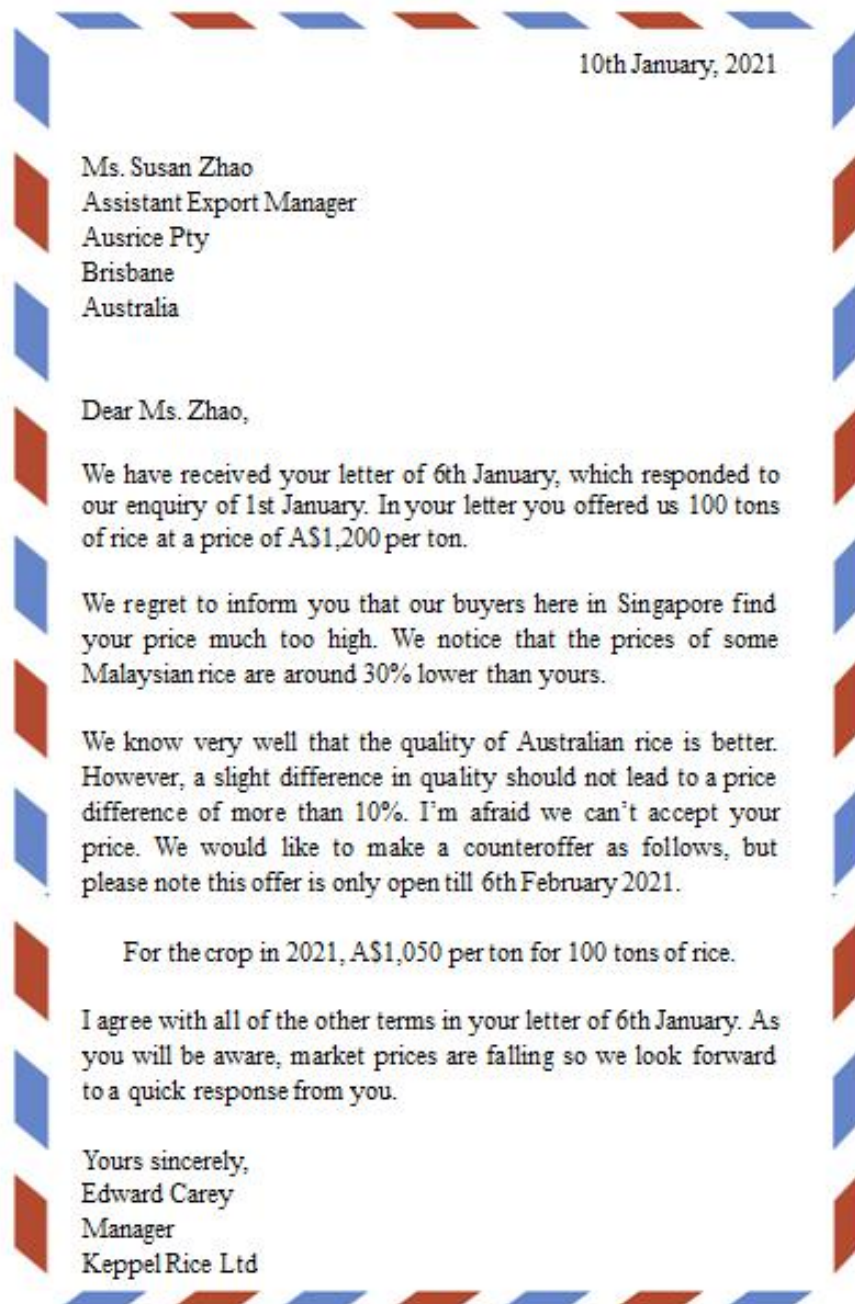 10th January, 2021
Ms. Susan Zhao
Assistant Export Manager
Ausrice Pty
Brisbane
Australia
Dear Ms. Zhao,
We have received your letter of 6th January, which responded to
our enquiry of 1st January. In your letter you offered us 100 tons
of rice at a price of A$1,200 per ton.
We regret to inform you that our buyers here in Singapore find
your price much too high. We notice that the prices of some
Malaysian rice are around 30% lower than yours.
We know very well that the quality of Australian rice is better.
However, a slight difference in quality should not lead to a price
difference of more than 10%. I’m afraid we can’t accept your
price. We would like to make a counteroffer as follows, but
please note this offer is only open till 6th February 2021.
For the crop in 2021, A$1,050 per ton for 100 tons of rice.
I agree with all of the other terms in your letter of 6th January. As
you will be aware, market prices are falling so we look forward
to a quick response from you.
Yours sincerely,
Edward Carey
Manager
Keppel Rice Ltd